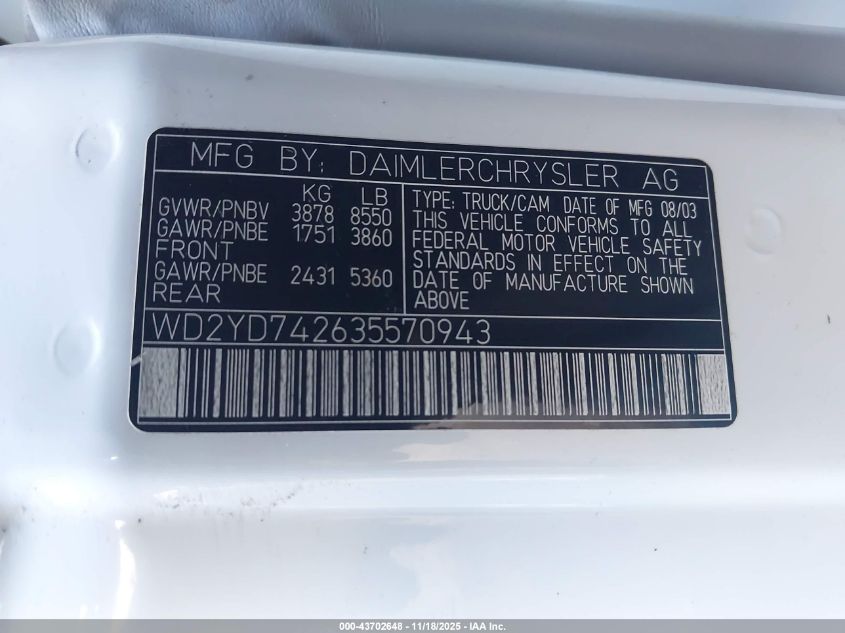 MFG BY: DAIMLERCHRYSLER AG
KG LB
GVWR/PNBV 3878 8550
GAWR/PNBE 1751 3860
FRONT
GAWR/PNBE 2431 5360
REAR
TYPE: TRUCK/CAM DATE OF MFG 08/03
THIS VEHICLE CONFORMS TO ALL
FEDERAL MOTOR VEHICLE SAFETY
STANDARDS IN EFFECT ON THE
DATE OF MANUFACTURE SHOWN
ABOVE
WD2YD742635570943
000-43702648 - 11/18/2025 - IAA Inc.